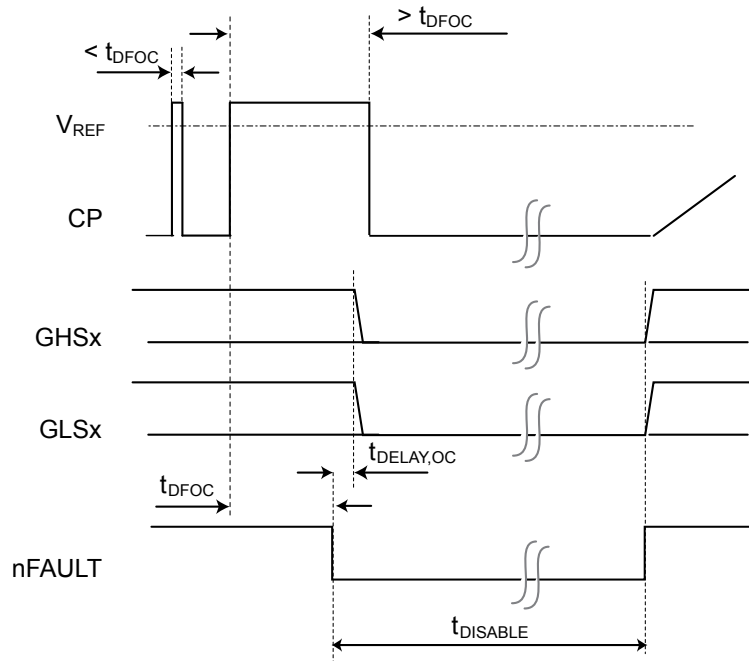 > tDFOC
< tDFOC
VREF
CP
GHSx
GLSx
tDELAY,OC
tDFOC
nFAULT
tDISABLE